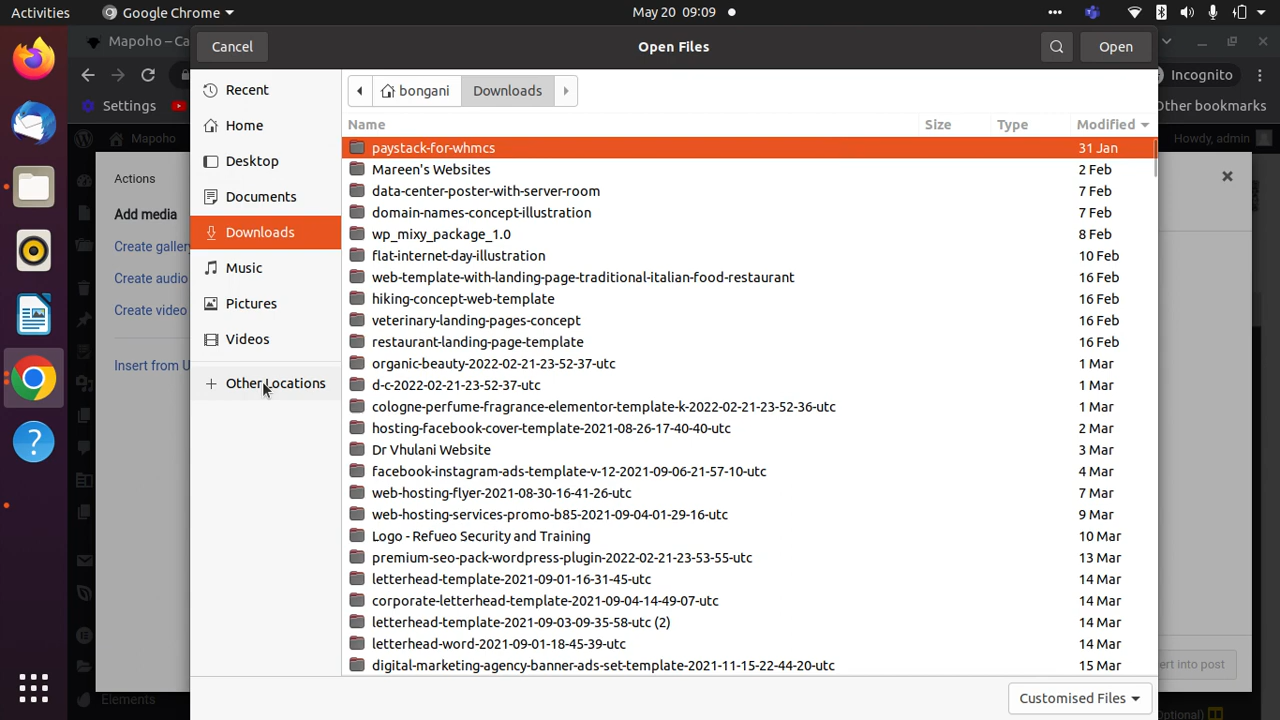 Activities Google Chrome May 20 09:09
Mapoho – Ca
Cancel Open Files Open
Incognito
Settings Other bookmarks
Mapoho Howdy, admin
Recent
Home
Desktop
Documents
Downloads
Music
Pictures
Videos
Other Locations
bongani Downloads
Name Size Type Modified
paystack-for-whmcs 31 Jan
Mareen's Websites 2 Feb
data-center-poster-with-server-room 7 Feb
domain-names-concept-illustration 7 Feb
wp_mixy_package_1.0 8 Feb
flat-internet-day-illustration 10 Feb
web-template-with-landing-page-traditional-italian-food-restaurant 16 Feb
hiking-concept-web-template 16 Feb
veterinary-landing-pages-concept 16 Feb
restaurant-landing-page-template 16 Feb
organic-beauty-2022-02-21-23-52-37-utc 1 Mar
d-c-2022-02-21-23-52-37-utc 1 Mar
cologne-perfume-fragrance-elementor-template-k-2022-02-21-23-52-36-utc 1 Mar
hosting-facebook-cover-template-2021-08-26-17-40-40-utc 2 Mar
Dr Vhulani Website 3 Mar
facebook-instagram-ads-template-v-12-2021-09-06-21-57-10-utc 4 Mar
web-hosting-flyer-2021-08-30-16-41-26-utc 7 Mar
web-hosting-services-promo-b85-2021-09-04-01-29-16-utc 9 Mar
Logo - Refueo Security and Training 10 Mar
premium-seo-pack-wordpress-plugin-2022-02-21-23-53-55-utc 13 Mar
letterhead-template-2021-09-01-16-31-45-utc 14 Mar
corporate-letterhead-template-2021-09-04-14-49-07-utc 14 Mar
letterhead-template-2021-09-03-09-35-58-utc (2) 14 Mar
letterhead-word-2021-09-01-18-45-39-utc 14 Mar
digital-marketing-agency-banner-ads-set-template-2021-11-15-22-44-20-utc 15 Mar
Customised Files
Actions
Add media
Create galler
Create audio
Create video
Insert from U
ert into post
Elements
ptional)